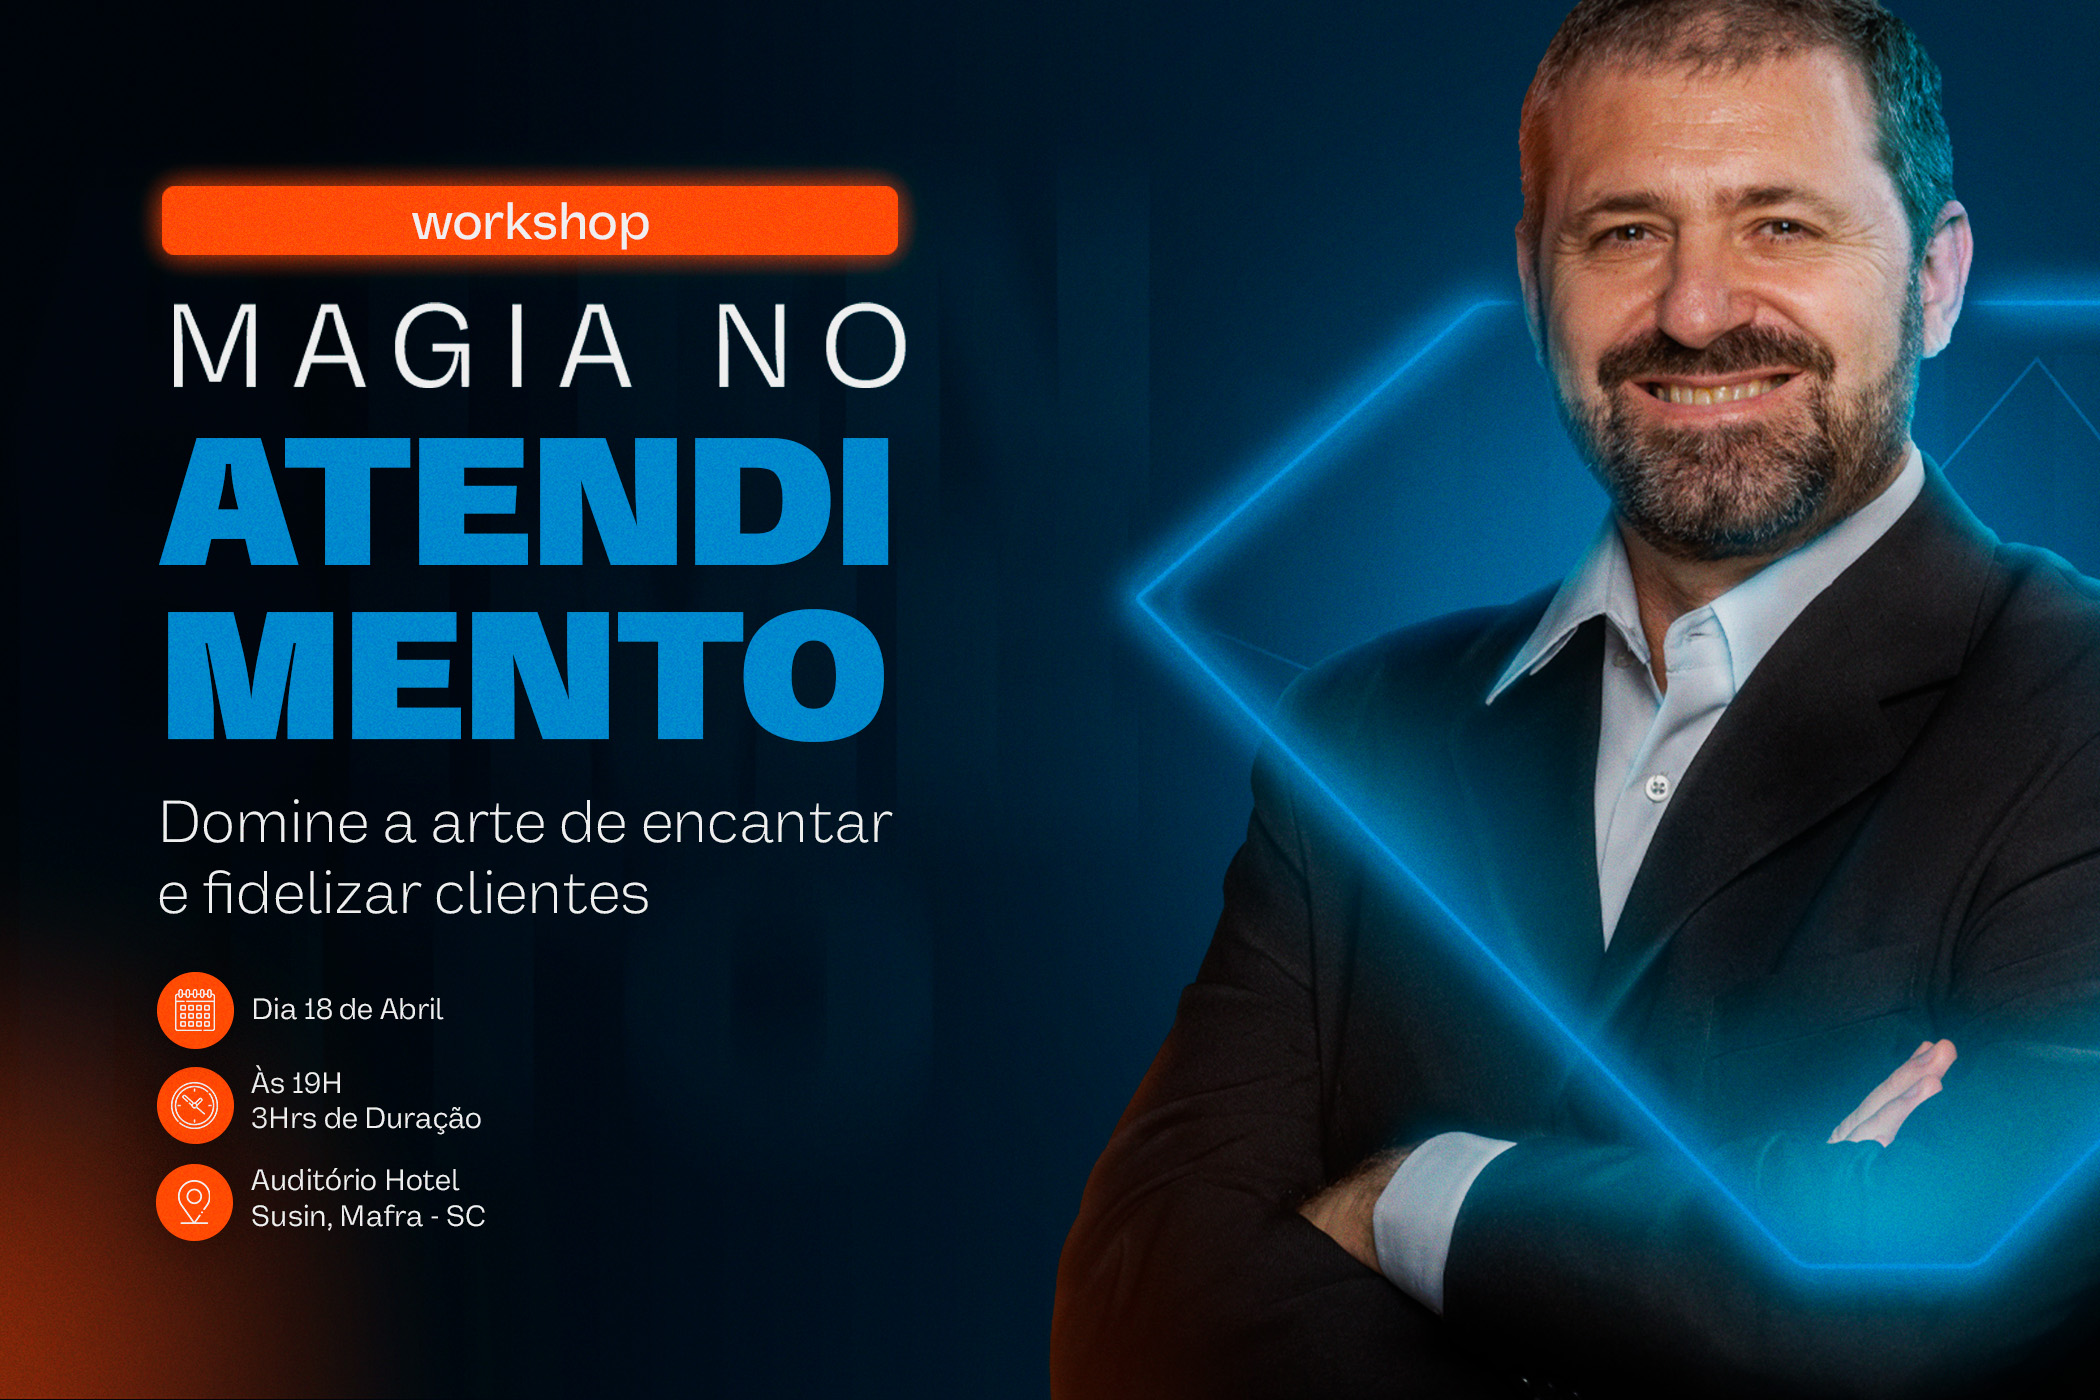 workshop
MAGIA NO
ATENDI
MENTO
Domine a arte de encantar
e fidelizar clientes
Dia 18 de Abril
Às 19H
3Hrs de Duração
Auditório Hotel
Susin, Mafra - SC